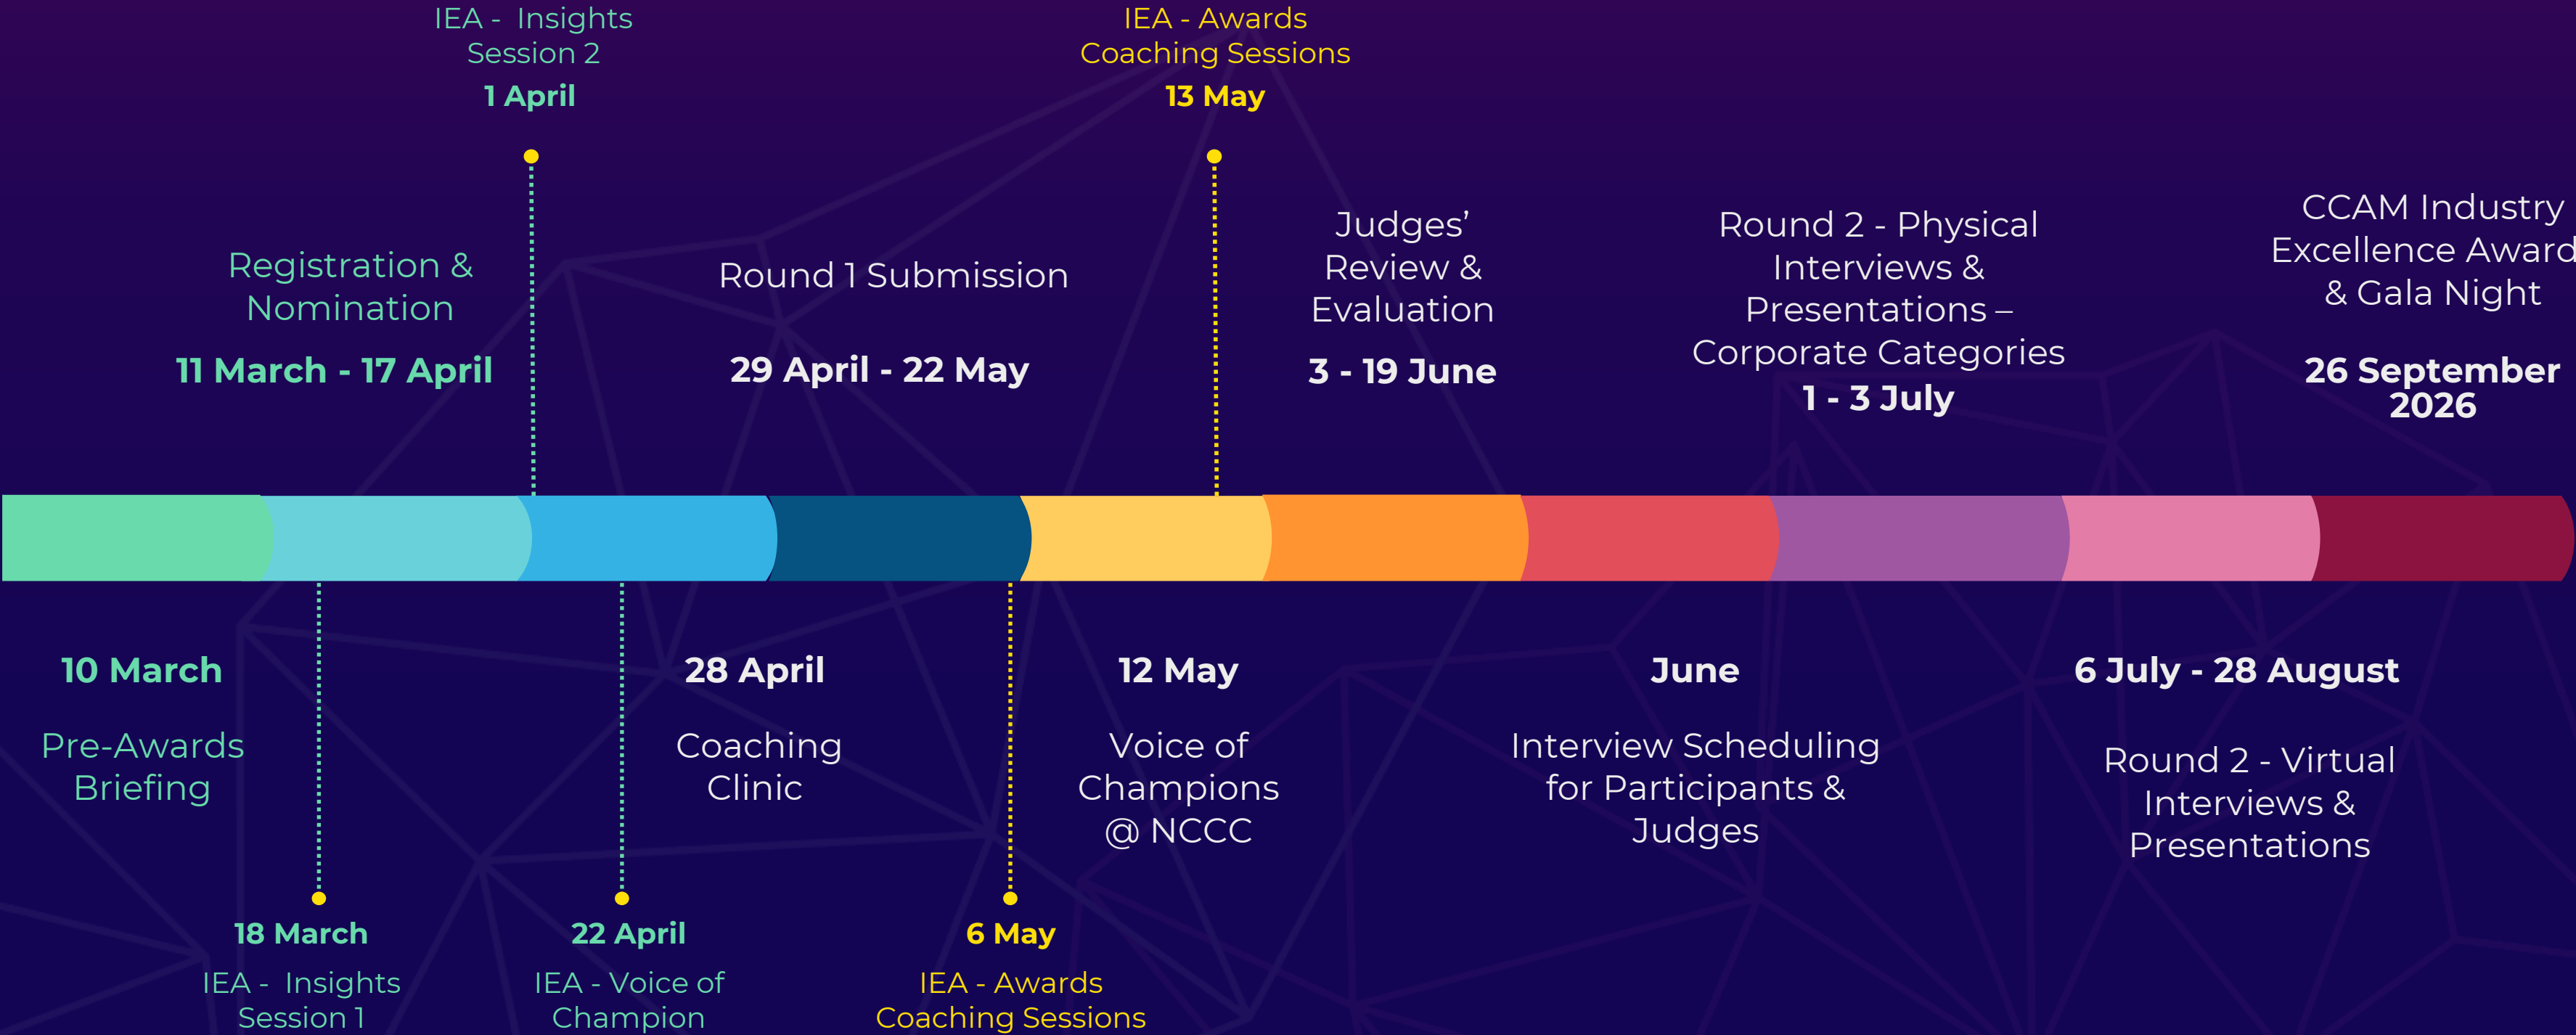 IEA - Insights
Session 2
1 April
IEA - Awards
Coaching Sessions
13 May
Registration &
Nomination
11 March - 17 April
Round 1 Submission
29 April - 22 May
Judges’
Review &
Evaluation
3 - 19 June
Round 2 - Physical
Interviews &
Presentations –
Corporate Categories
1 - 3 July
CCAM Industry
Excellence Award
& Gala Night
26 September
2026
10 March
Pre-Awards
Briefing
28 April
Coaching
Clinic
12 May
Voice of
Champions
@ NCCC
June
Interview Scheduling
for Participants &
Judges
6 July - 28 August
Round 2 - Virtual
Interviews &
Presentations
18 March
IEA - Insights
Session 1
22 April
IEA - Voice of
Champion
6 May
IEA - Awards
Coaching Sessions